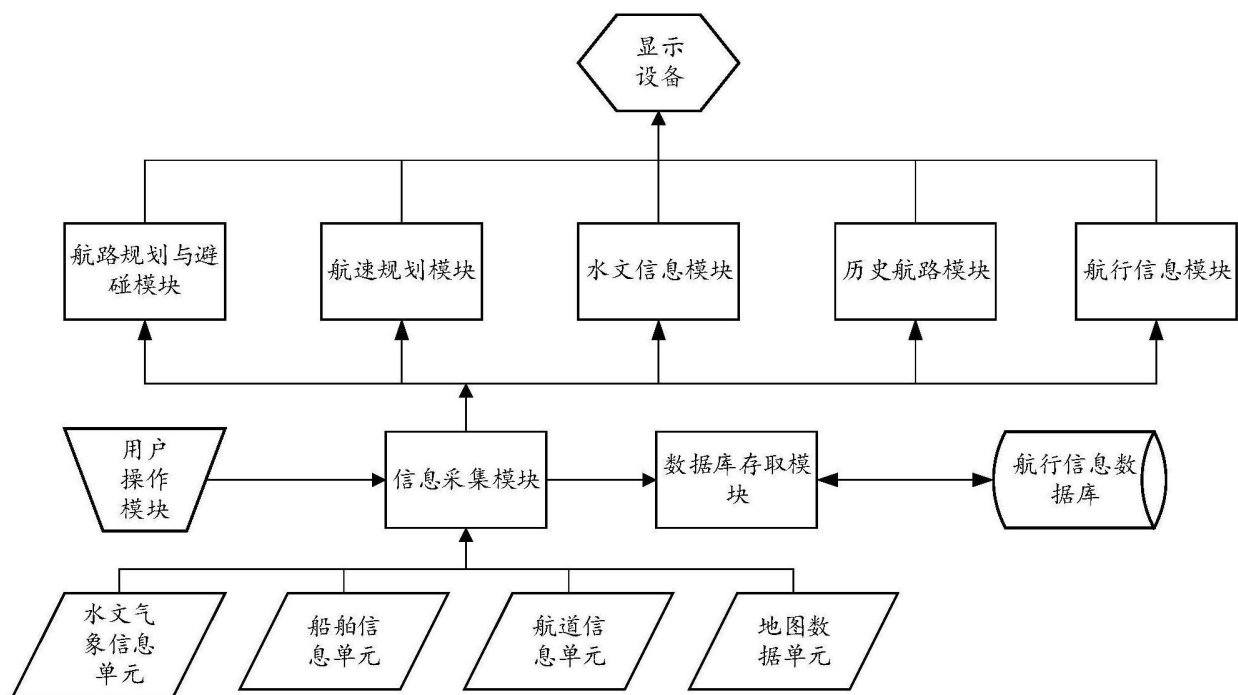 显示
设备
航路规划与避
碰模块
航速规划模块
水文信息模块
历史航路模块
航行信息模块
用户
操作
模块
信息采集模块
数据库存取模
块
航行信息数
据库
水文气
象信息
单元
船舶信
息单元
航道信
息单元
地图数
据单元